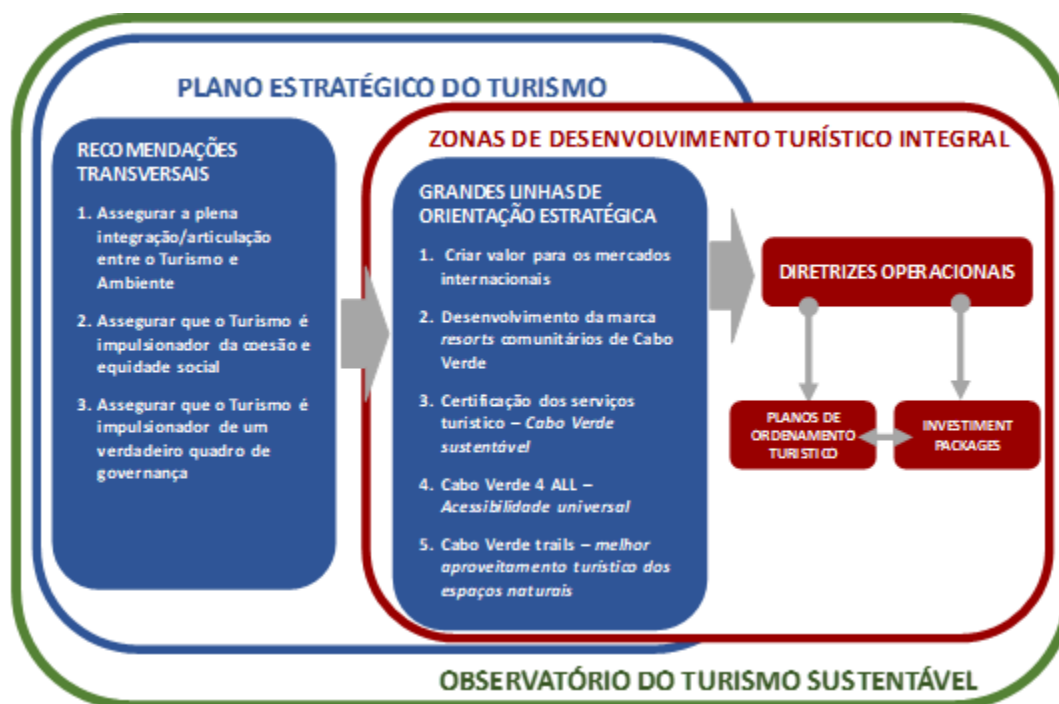 PLANO ESTRATÉGICO DO TURISMO
ZONAS DE DESENVOLVIMENTO TURÍSTICO INTEGRAL
RECOMENDAÇÕES
TRANSVERSAIS
1. Assegurar a plena
integração/articulação
entre o Turismo e
Ambiente
2. Assegurar que o Turismo é
impulsionador da coesão e
equidade social
3. Assegurar que o Turismo é
impulsionador de um
verdadeiro quadro de
governança
GRANDES LINHAS DE
ORIENTAÇÃO ESTRATÉGICA
1. Criar valor para os mercados
internacionais
2. Desenvolvimento da marca
resorts comunitários de Cabo
Verde
3. Certificação dos serviços
turistico – Cabo Verde
sustentável
4. Cabo Verde 4 ALL –
Acessibilidade universal
5. Cabo Verde trails – melhor
aproveitamento turístico dos
espaços naturais
DIRETRIZES OPERACIONAIS
PLANOS DE
ORDENAMENTO
TURISTICO
INVESTIMENT
PACKAGES
OBSERVATÓRIO DO TURISMO SUSTENTÁVEL